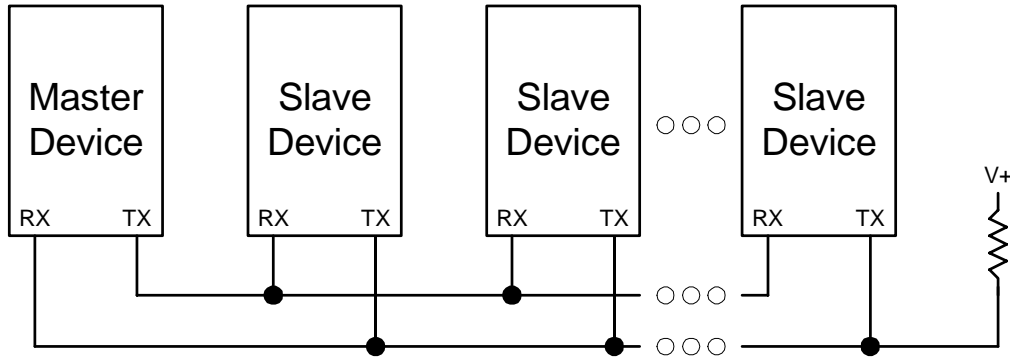 Master
Device
Slave
Device
Slave
Device
Slave
Device
V+
RX TX
RX TX
RX TX
RX TX